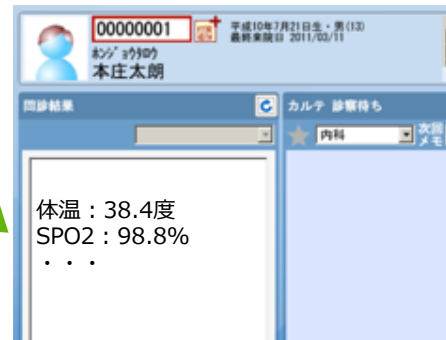 00000001
平成10年7月21日生・男(13)
最終来院日 2011/03/11
ﾎﾝｼﾞｮｳﾀﾛｳ
本庄太朗
問診結果
カルテ 診察待ち
内科
次回
メモ
体温：38.4度
SPO2：98.8%
・・・